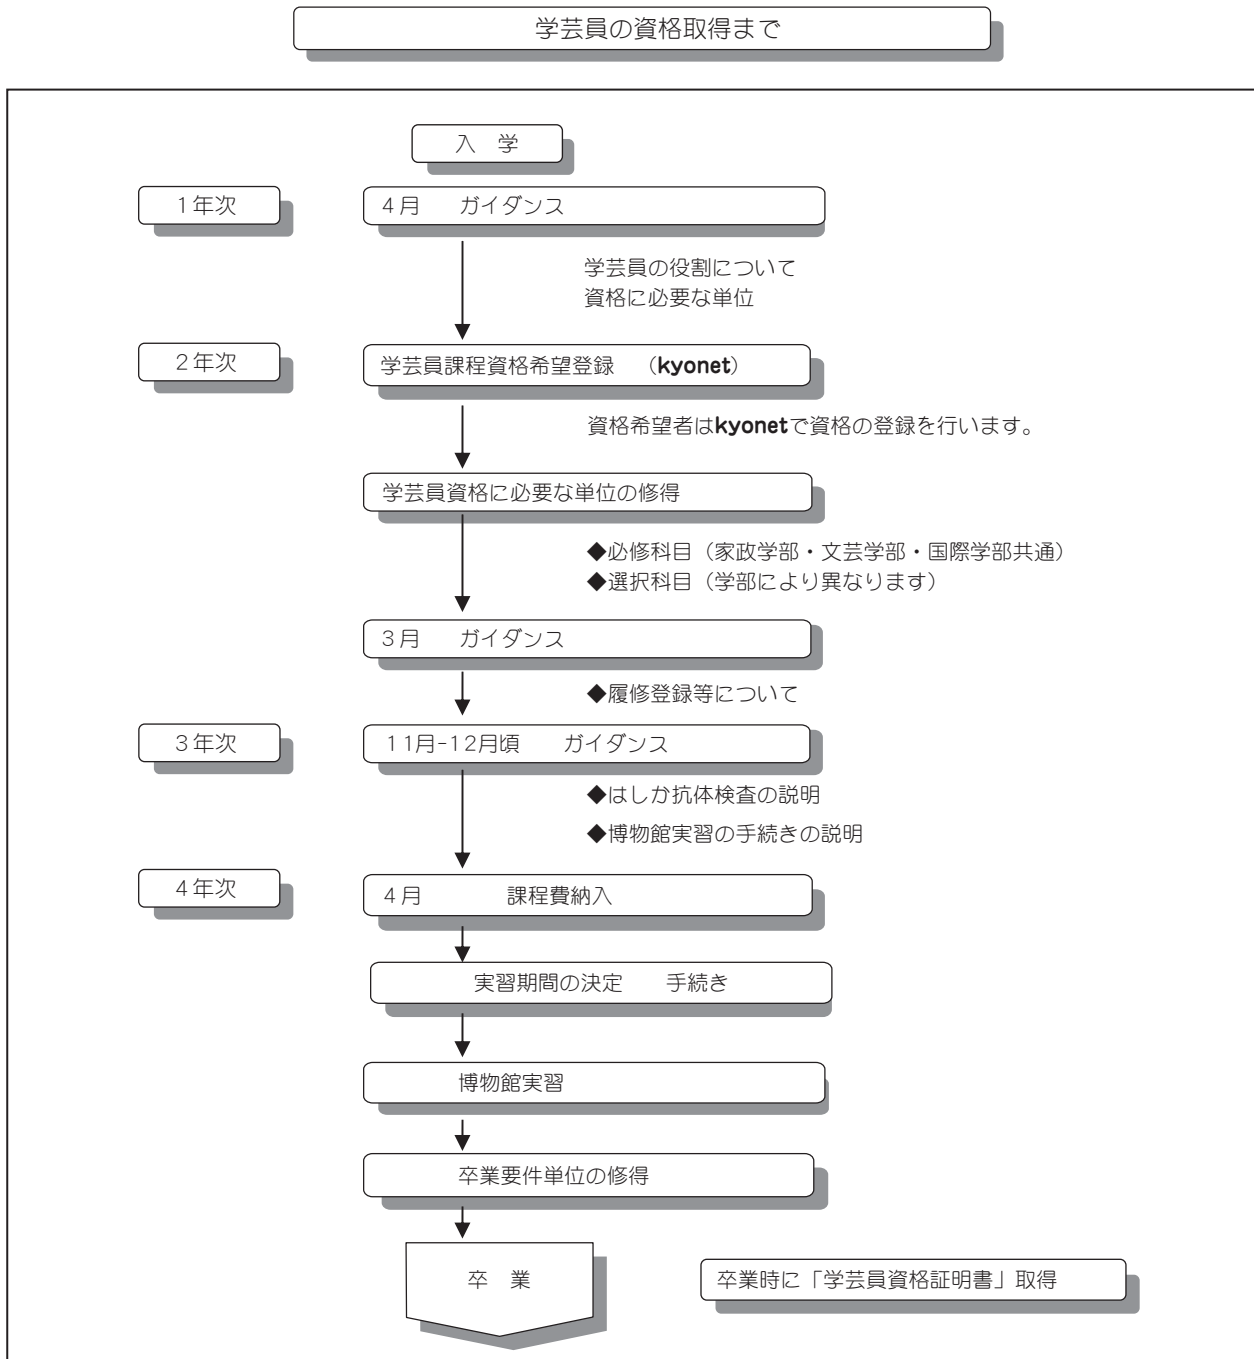 学芸員の資格取得まで
入 学
1年次
4月 ガイダンス
学芸員の役割について
資格に必要な単位
2年次
学芸員課程資格希望登録 （kyonet）
資格希望者はkyonetで資格の登録を行います。
学芸員資格に必要な単位の修得
◆必修科目（家政学部・文芸学部・国際学部共通）
◆選択科目（学部により異なります）
3月 ガイダンス
◆履修登録等について
3年次
11月-12月頃 ガイダンス
◆はしか抗体検査の説明
◆博物館実習の手続きの説明
4年次
4月 課程費納入
実習期間の決定 手続き
博物館実習
卒業要件単位の修得
卒 業
卒業時に「学芸員資格証明書」取得